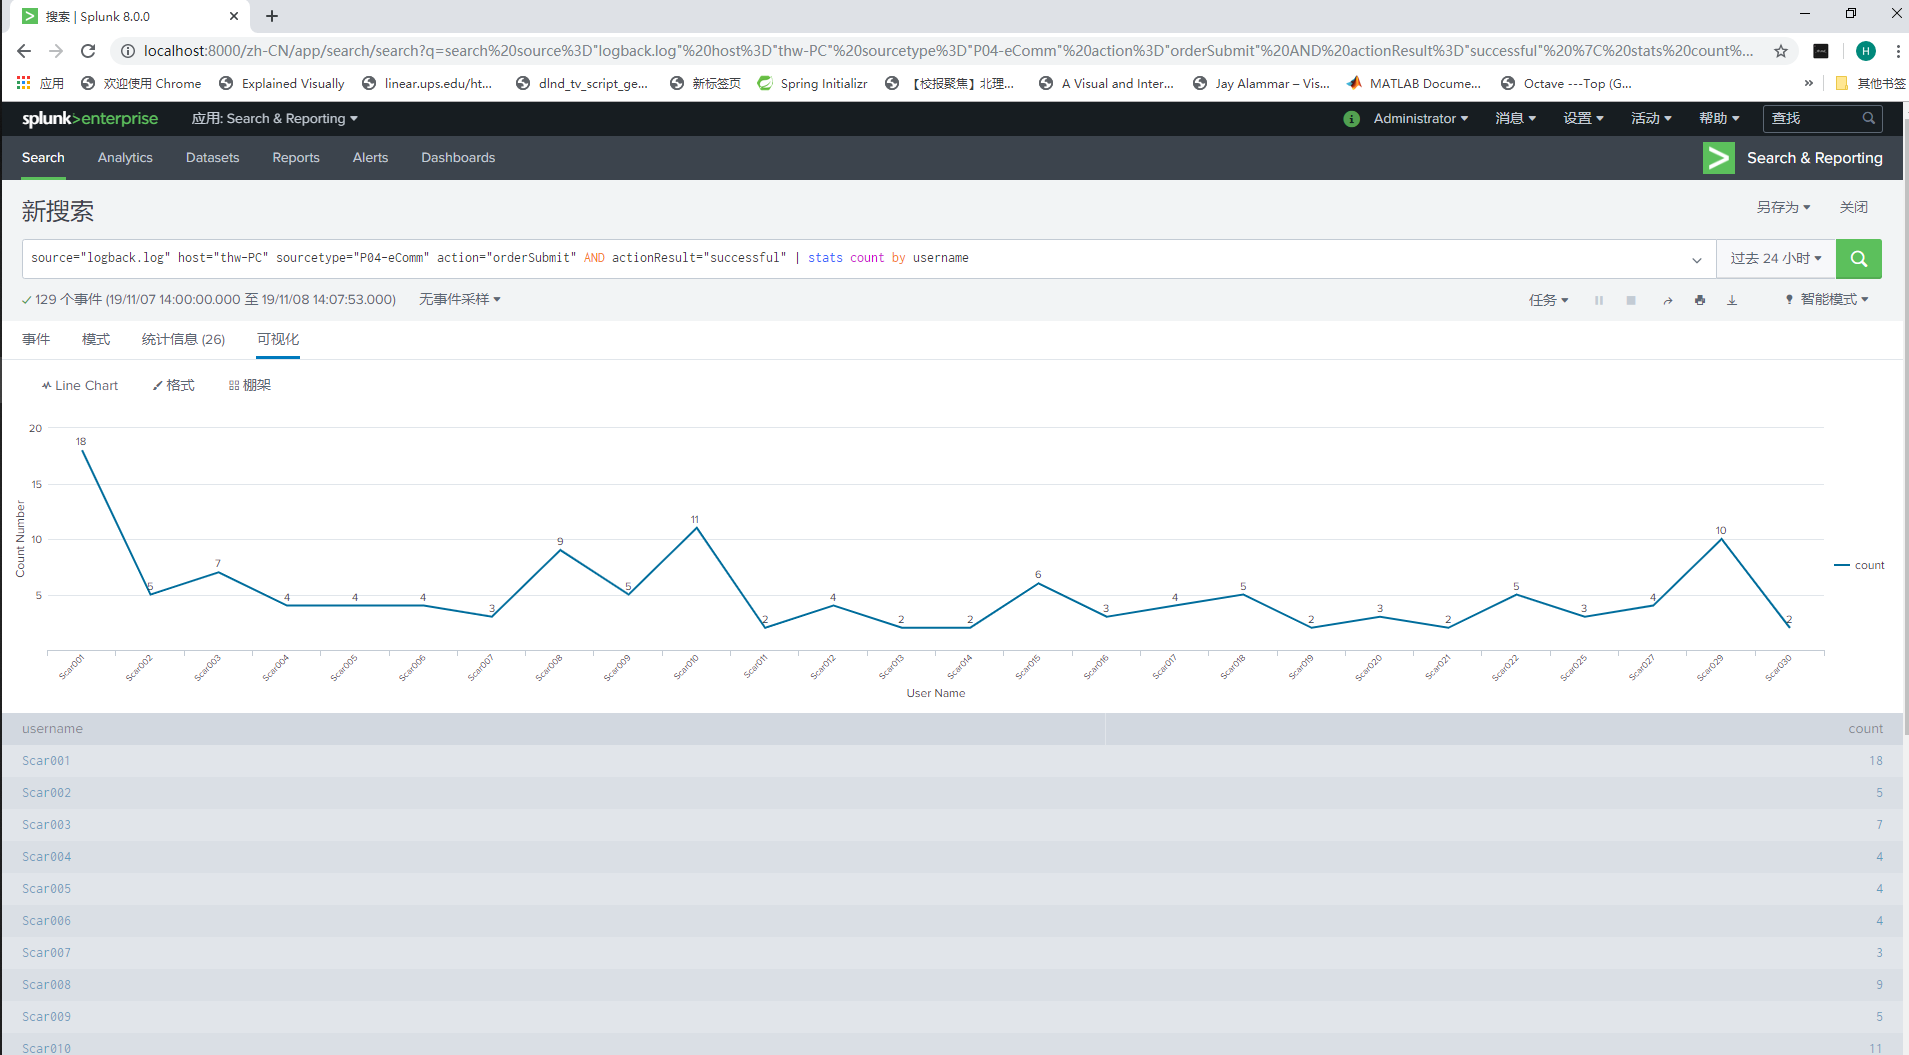 搜索 | Splunk 8.0.0
localhost:8000/zh-CN/app/search/search?q=search%20source%3D"logback.log"%20host%3D"thw-PC"%20sourcetype%3D"P04-eComm"%20action%3D"orderSubmit"%20AND%20actionResult%3D"successful"%20%7C%20stats%20count%...
H
应用 欢迎使用 Chrome Explained Visually linear.ups.edu/ht... dlnd_tv_script_ge... 新标签页 Spring Initializr 【校报聚焦】北理... A Visual and Inter... Jay Alammar – Vis... MATLAB Docume... Octave ---Top (G... » 其他书签
splunk>enterprise 应用: Search & Reporting Administrator 消息 设置 活动 帮助 查找
Search Analytics Datasets Reports Alerts Dashboards Search & Reporting
新搜索 另存为 关闭
source="logback.log" host="thw-PC" sourcetype="P04-eComm" action="orderSubmit" AND actionResult="successful" | stats count by username 过去 24 小时
129 个事件 (19/11/07 14:00:00.000 至 19/11/08 14:07:53.000) 无事件采样 任务 智能模式
事件 模式 统计信息 (26) 可视化
Line Chart 格式 棚架
20
15
10
5
Count Number
18 5 7 4 4 4 3 9 5 11 2 4 2 2 6 3 4 5 2 3 2 5 3 4 10 2
count
Scar001 Scar002 Scar003 Scar004 Scar005 Scar006 Scar007 Scar008 Scar009 Scar010 Scar011 Scar012 Scar013 Scar014 Scar015 Scar016 Scar017 Scar018 Scar019 Scar020 Scar021 Scar022 Scar025 Scar027 Scar029 Scar030
User Name
username count
Scar001 18
Scar002 5
Scar003 7
Scar004 4
Scar005 4
Scar006 4
Scar007 3
Scar008 9
Scar009 5
Scar010 11